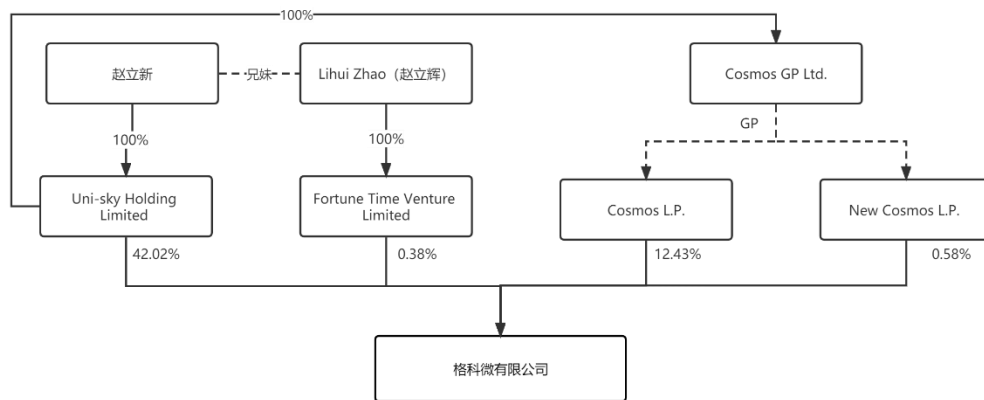 100%
赵立新
兄妹
Lihui Zhao（赵立辉）
Cosmos GP Ltd.
GP
100%
100%
Uni-sky Holding
Limited
Fortune Time Venture
Limited
Cosmos L.P.
New Cosmos L.P.
42.02%
0.38%
12.43%
0.58%
格科微有限公司